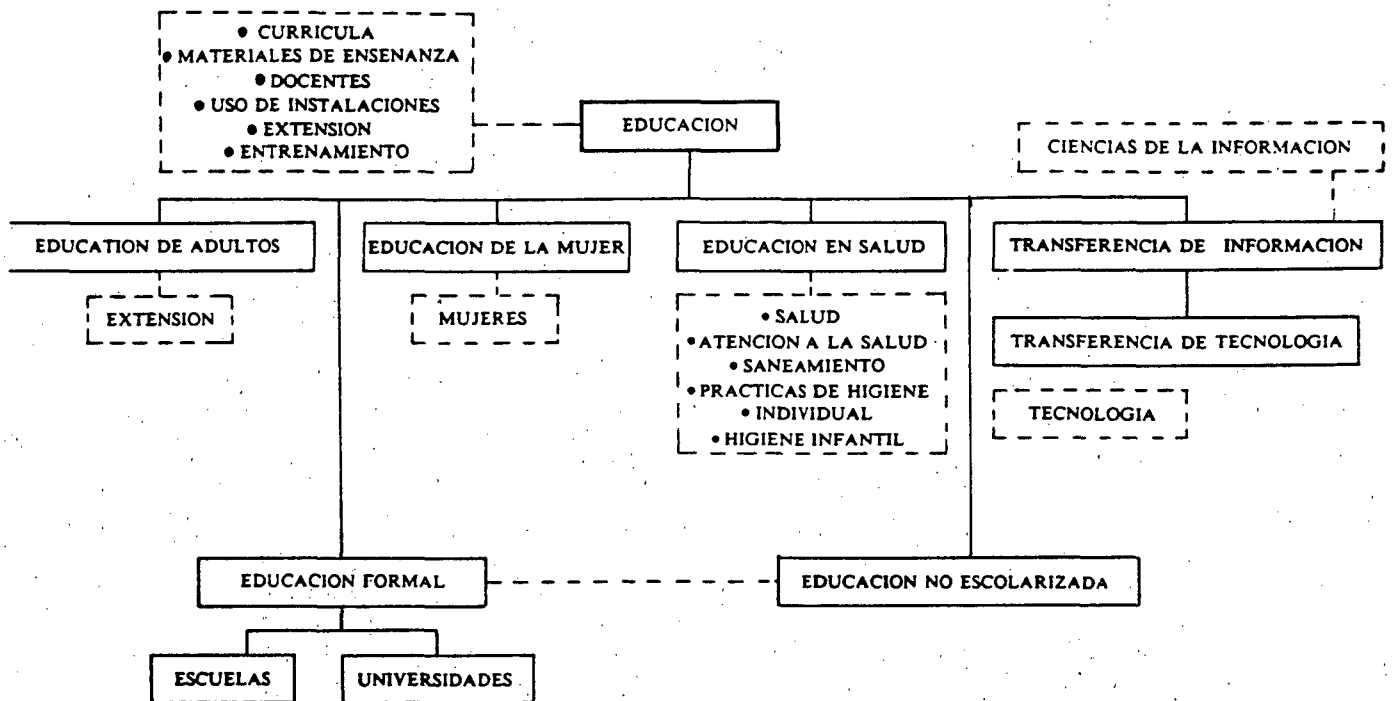 ● CURRICULA
● MATERIALES DE ENSENANZA
● DOCENTES
● USO DE INSTALACIONES
● EXTENSION
● ENTRENAMIENTO
EDUCACION
CIENCIAS DE LA INFORMACION
EDUCATION DE ADULTOS
EDUCACION DE LA MUJER
EDUCACION EN SALUD
TRANSFERENCIA DE INFORMACION
EXTENSION
MUJERES
● SALUD
● ATENCION A LA SALUD
● SANEAMIENTO
● PRACTICAS DE HIGIENE
● INDIVIDUAL
● HIGIENE INFANTIL
TRANSFERENCIA DE TECNOLOGIA
TECNOLOGIA
EDUCACION FORMAL
EDUCACION NO ESCOLARIZADA
ESCUELAS
UNIVERSIDADES